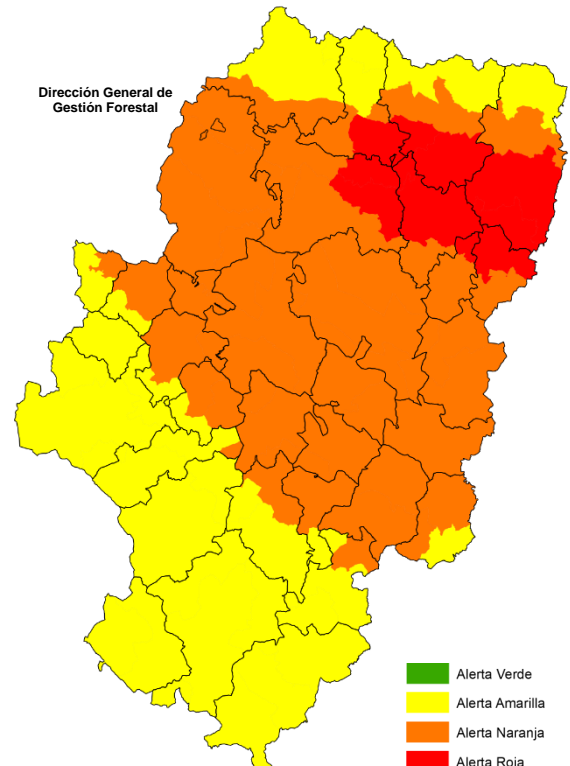 Dirección General de
Gestión Forestal
Alerta Verde
Alerta Amarilla
Alerta Naranja
Alerta Roja